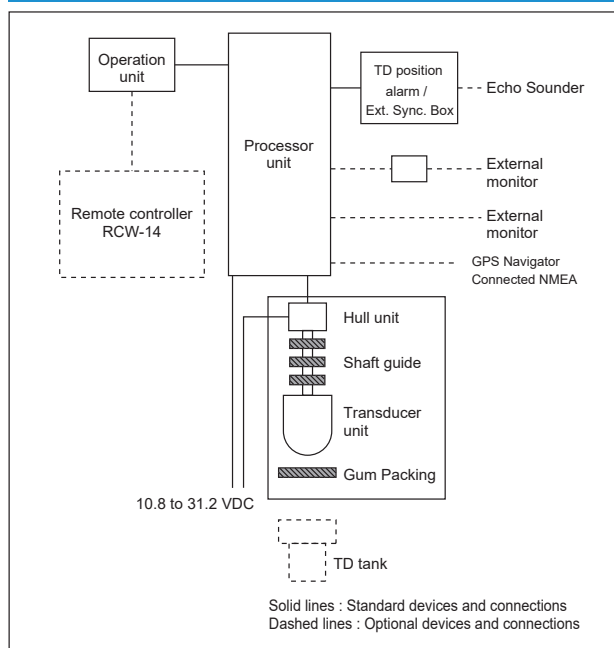 Operation
unit
Remote controller
RCW-14
Processor
unit
TD position
alarm /
Ext. Sync. Box
Echo Sounder
External
monitor
External
monitor
GPS Navigator
Connected NMEA
Hull unit
Shaft guide
Transducer
unit
Gum Packing
10.8 to 31.2 VDC
TD tank
Solid lines : Standard devices and connections
Dashed lines : Optional devices and connections